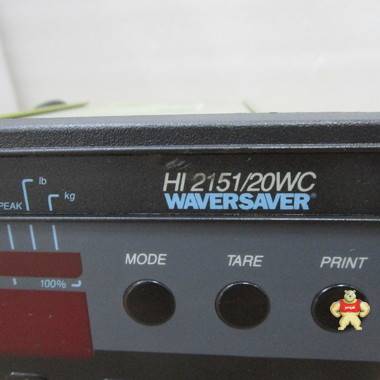 HI 2151/20WC
WAVERSAVER®
lb
PEAK
kg
MODE TARE PRINT
100%